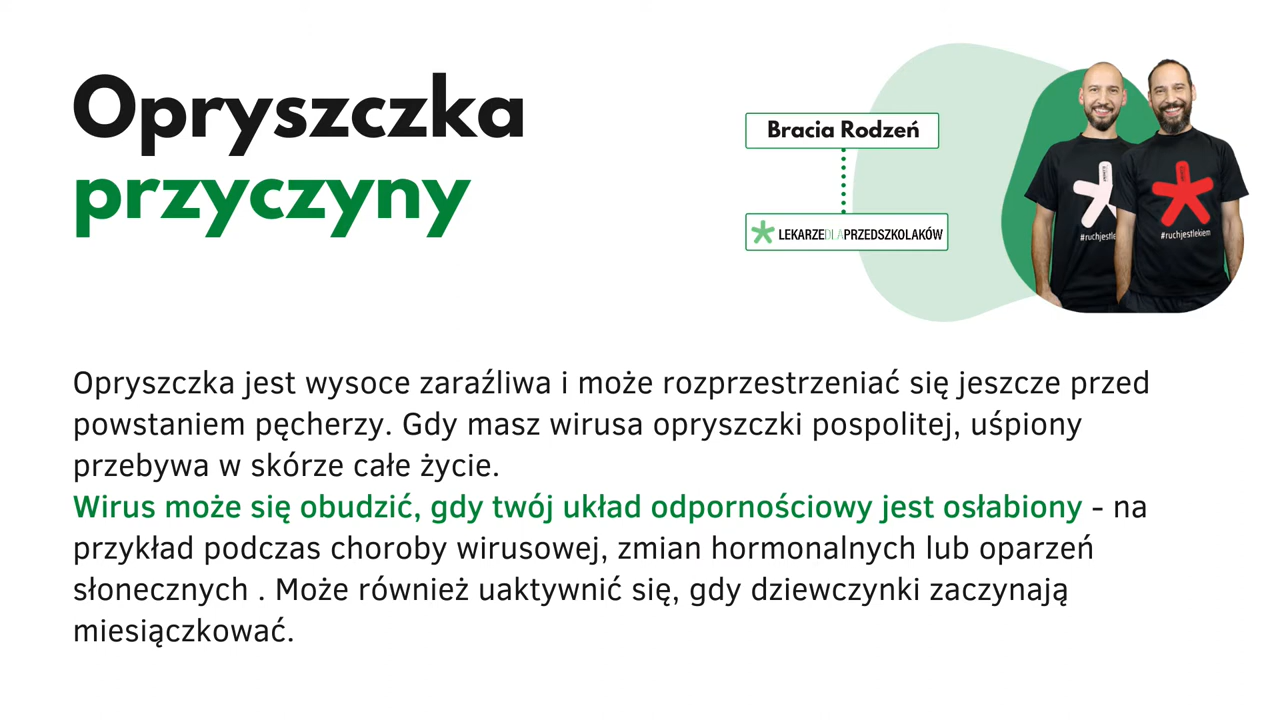 Opryszczka
przyczyny
Bracia Rodzeń
LEKARZEDLAPRZEDSZKOLAKÓW
#ruchjestlekiem
Opryszczka jest wysoce zaraźliwa i może rozprzestrzeniać się jeszcze przed
powstaniem pęcherzy. Gdy masz wirusa opryszczki pospolitej, uśpiony
przebywa w skórze całe życie.
Wirus może się obudzić, gdy twój układ odpornościowy jest osłabiony - na
przykład podczas choroby wirusowej, zmian hormonalnych lub oparzeń
słonecznych . Może również uaktywnić się, gdy dziewczynki zaczynają
miesiączkować.